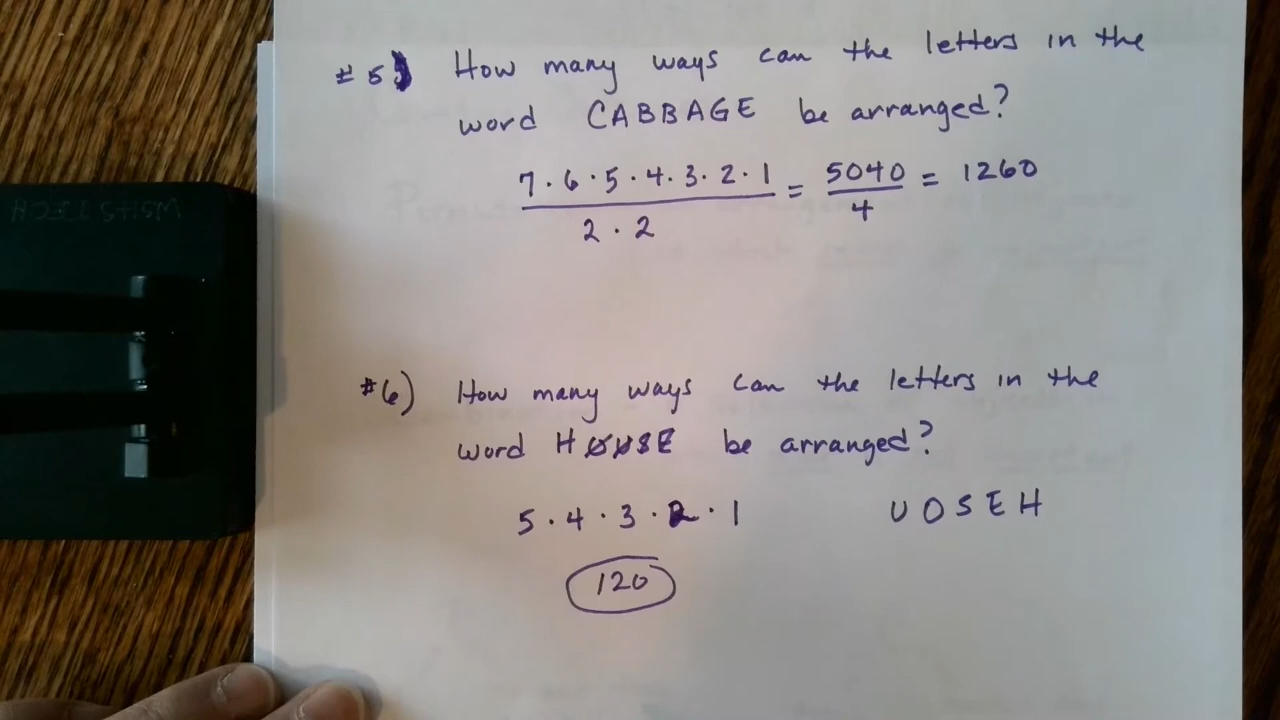 #5) How many ways can the letters in the
word CABBAGE be arranged?
7·6·5·4·3·2·1 / 2·2 = 5040/4 = 1260
#6) How many ways can the letters in the
word HOUSE be arranged?
5·4·3·2·1 UOSEH
120